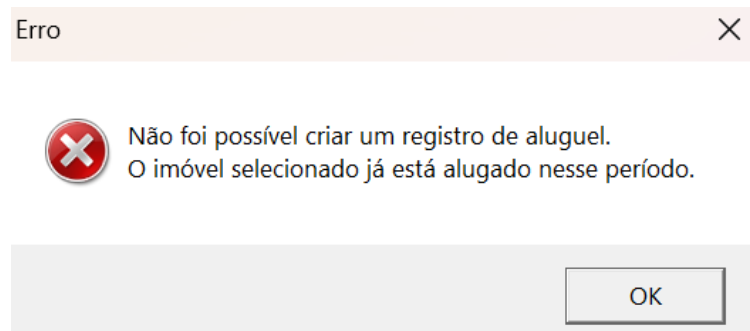 Erro
Não foi possível criar um registro de aluguel.
O imóvel selecionado já está alugado nesse período.
OK